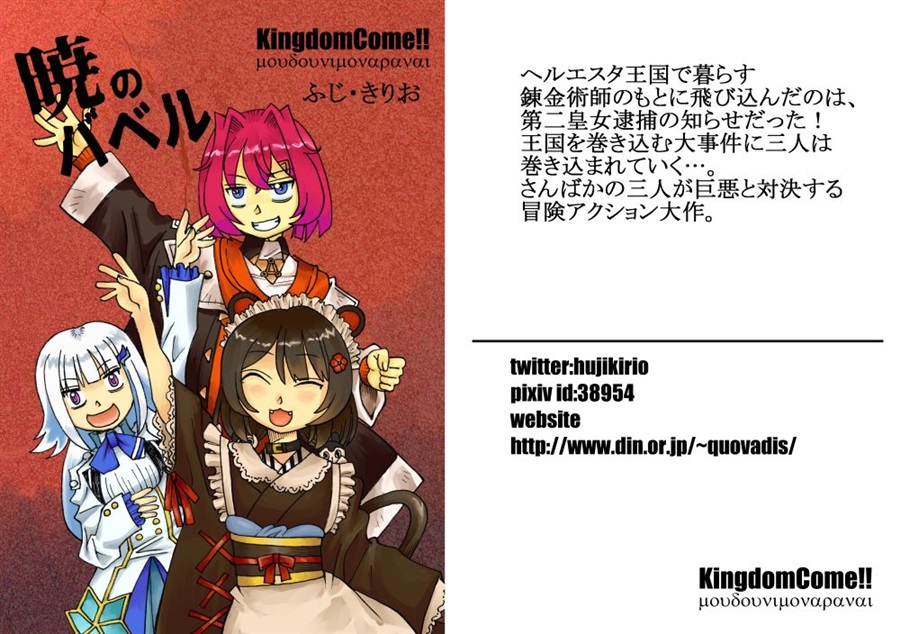 KingdomCome!!
μουδουνιμοναραναι
ふじ・きりお
暁の
バベル
ヘルエスタ王国で暮らす
錬金術師のもとに飛び込んだのは、
第二皇女逮捕の知らせだった！
王国を巻き込む大事件に三人は
巻き込まれていく…。
さんばかの三人が巨悪と対決する
冒険アクション大作。
twitter:hujikirio
pixiv id:38954
website
http://www.din.or.jp/~quovadis/
KingdomCome!!
μουδουνιμοναραναι